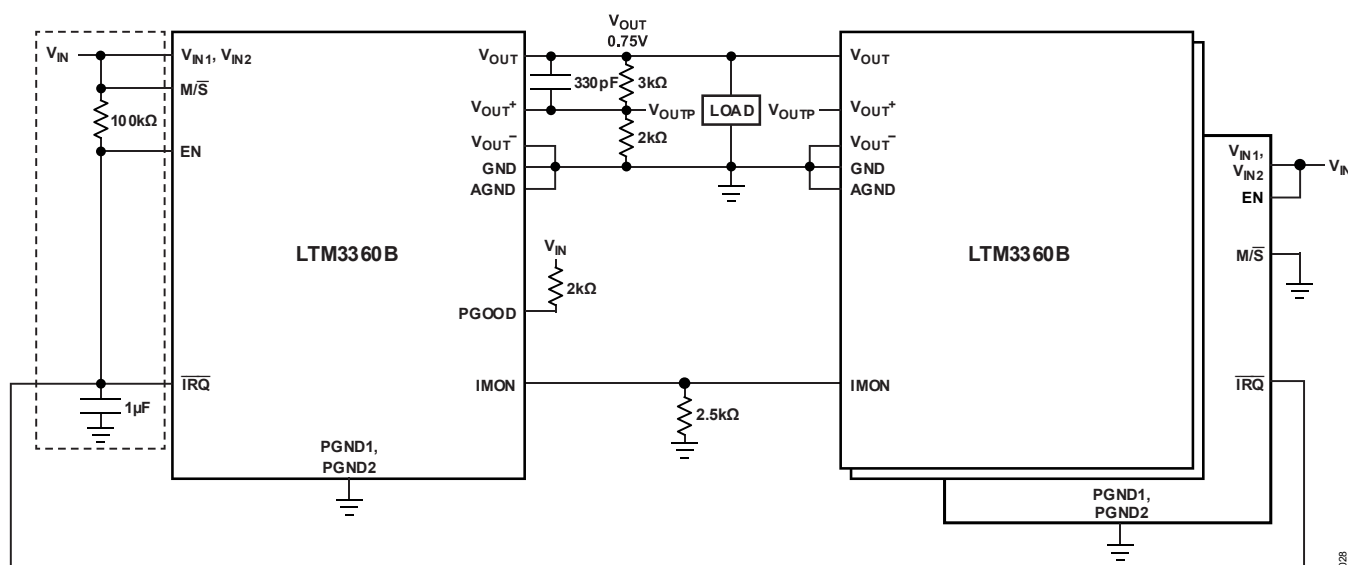 VIN
VIN1, VIN2
M/S̅
100kΩ
EN
I̅R̅Q̅
1µF
LTM3360B
PGND1,
PGND2
VOUT
0.75V
VOUT
330pF
3kΩ
VOUT+
VOUTP
2kΩ
VOUT−
GND
AGND
VIN
2kΩ
PGOOD
IMON
2.5kΩ
LOAD
VOUTP
VOUT
VOUT+
VOUT−
GND
AGND
LTM3360B
IMON
VIN1,
VIN2
VIN
EN
M/S̅
I̅R̅Q̅
PGND1,
PGND2
028